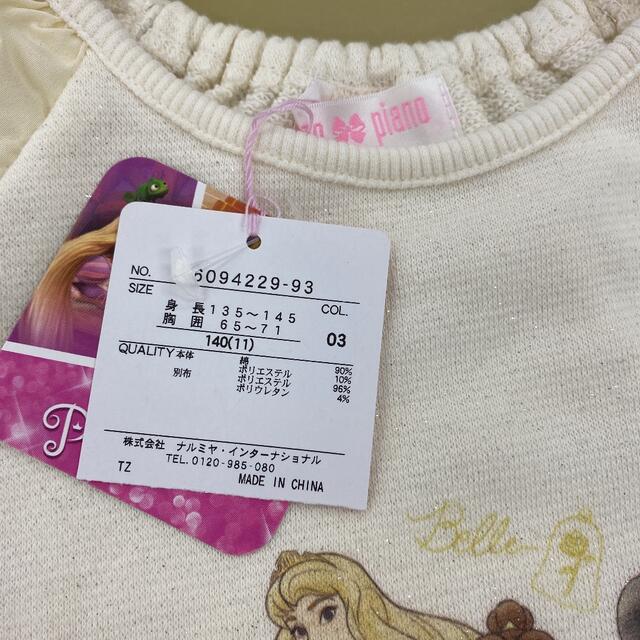 piano
NO. 6094229-93
SIZE COL.
身長 135〜145
胸囲 65〜71
140(11) 03
QUALITY 本体 綿 90%
ポリエステル 10%
別布 ポリエステル 96%
ポリウレタン 4%
株式会社 ナルミヤ・インターナショナル
TEL. 0120-985-080
TZ MADE IN CHINA
Belle